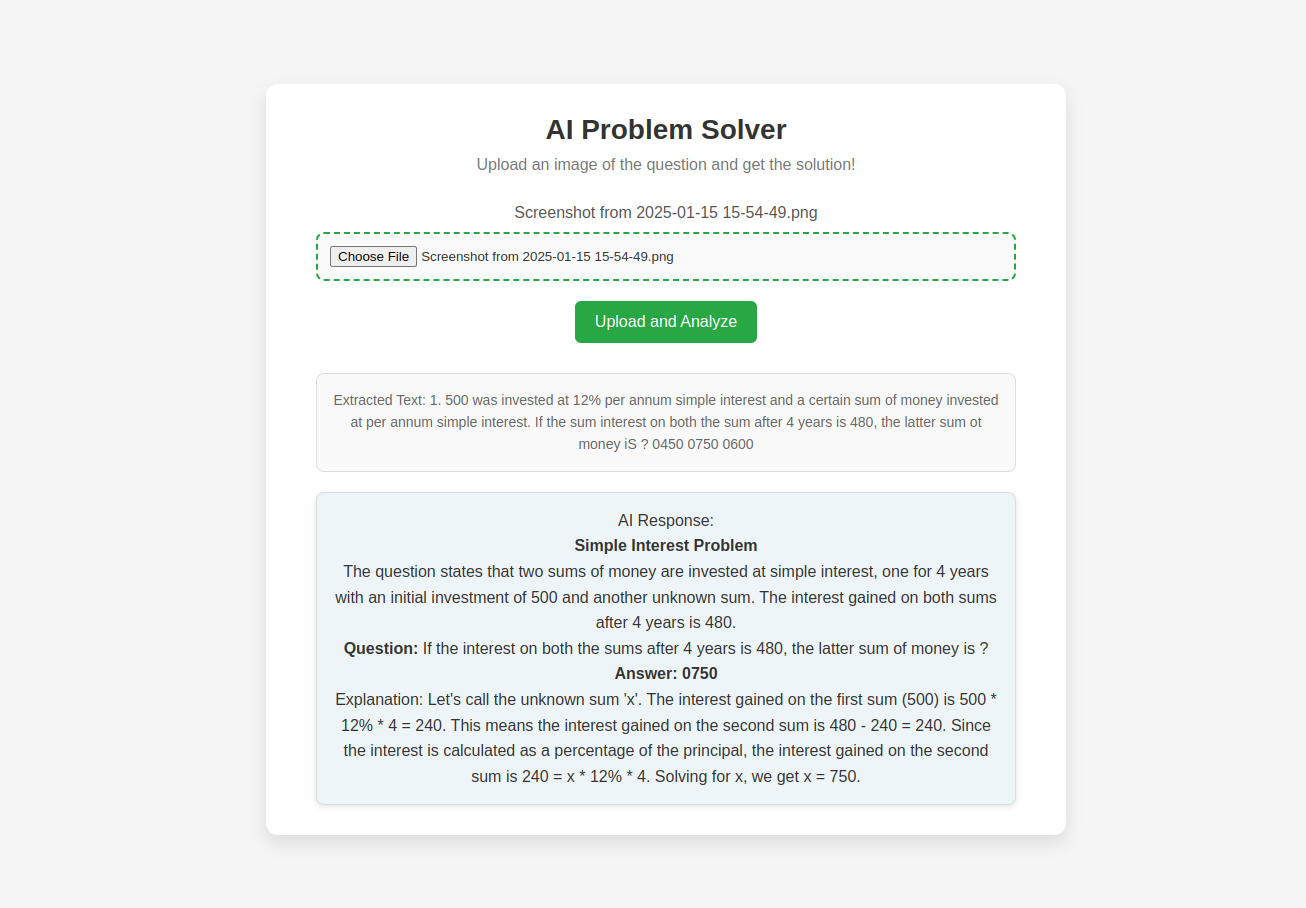 AI Problem Solver
Upload an image of the question and get the solution!
Screenshot from 2025-01-15 15-54-49.png
Choose File Screenshot from 2025-01-15 15-54-49.png
Upload and Analyze
Extracted Text: 1. 500 was invested at 12% per annum simple interest and a certain sum of money invested
at per annum simple interest. If the sum interest on both the sum after 4 years is 480, the latter sum ot
money iS ? 0450 0750 0600
AI Response:
Simple Interest Problem
The question states that two sums of money are invested at simple interest, one for 4 years
with an initial investment of 500 and another unknown sum. The interest gained on both sums
after 4 years is 480.
Question: If the interest on both the sums after 4 years is 480, the latter sum of money is ?
Answer: 0750
Explanation: Let's call the unknown sum 'x'. The interest gained on the first sum (500) is 500 *
12% * 4 = 240. This means the interest gained on the second sum is 480 - 240 = 240. Since
the interest is calculated as a percentage of the principal, the interest gained on the second
sum is 240 = x * 12% * 4. Solving for x, we get x = 750.